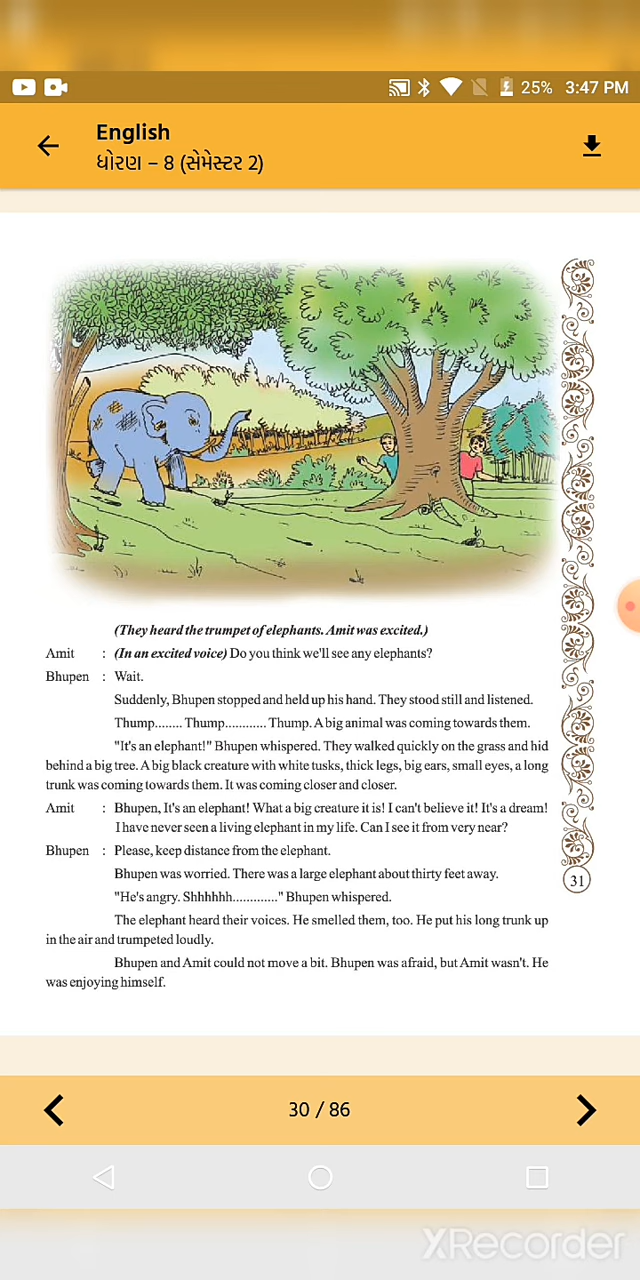 25% 3:47 PM
English
ધોરણ – 8 (સેમેસ્ટર 2)
(They heard the trumpet of elephants. Amit was excited.)
Amit : (In an excited voice) Do you think we'll see any elephants?
Bhupen : Wait.
Suddenly, Bhupen stopped and held up his hand. They stood still and listened.
Thump........ Thump............ Thump. A big animal was coming towards them.
"It's an elephant!" Bhupen whispered. They walked quickly on the grass and hid
behind a big tree. A big black creature with white tusks, thick legs, big ears, small eyes, a long
trunk was coming towards them. It was coming closer and closer.
Amit : Bhupen, It's an elephant! What a big creature it is! I can't believe it! It's a dream!
I have never seen a living elephant in my life. Can I see it from very near?
Bhupen : Please, keep distance from the elephant.
Bhupen was worried. There was a large elephant about thirty feet away.
"He's angry. Shhhhhh............." Bhupen whispered.
31
The elephant heard their voices. He smelled them, too. He put his long trunk up
in the air and trumpeted loudly.
Bhupen and Amit could not move a bit. Bhupen was afraid, but Amit wasn't. He
was enjoying himself.
30 / 86
XRecorder